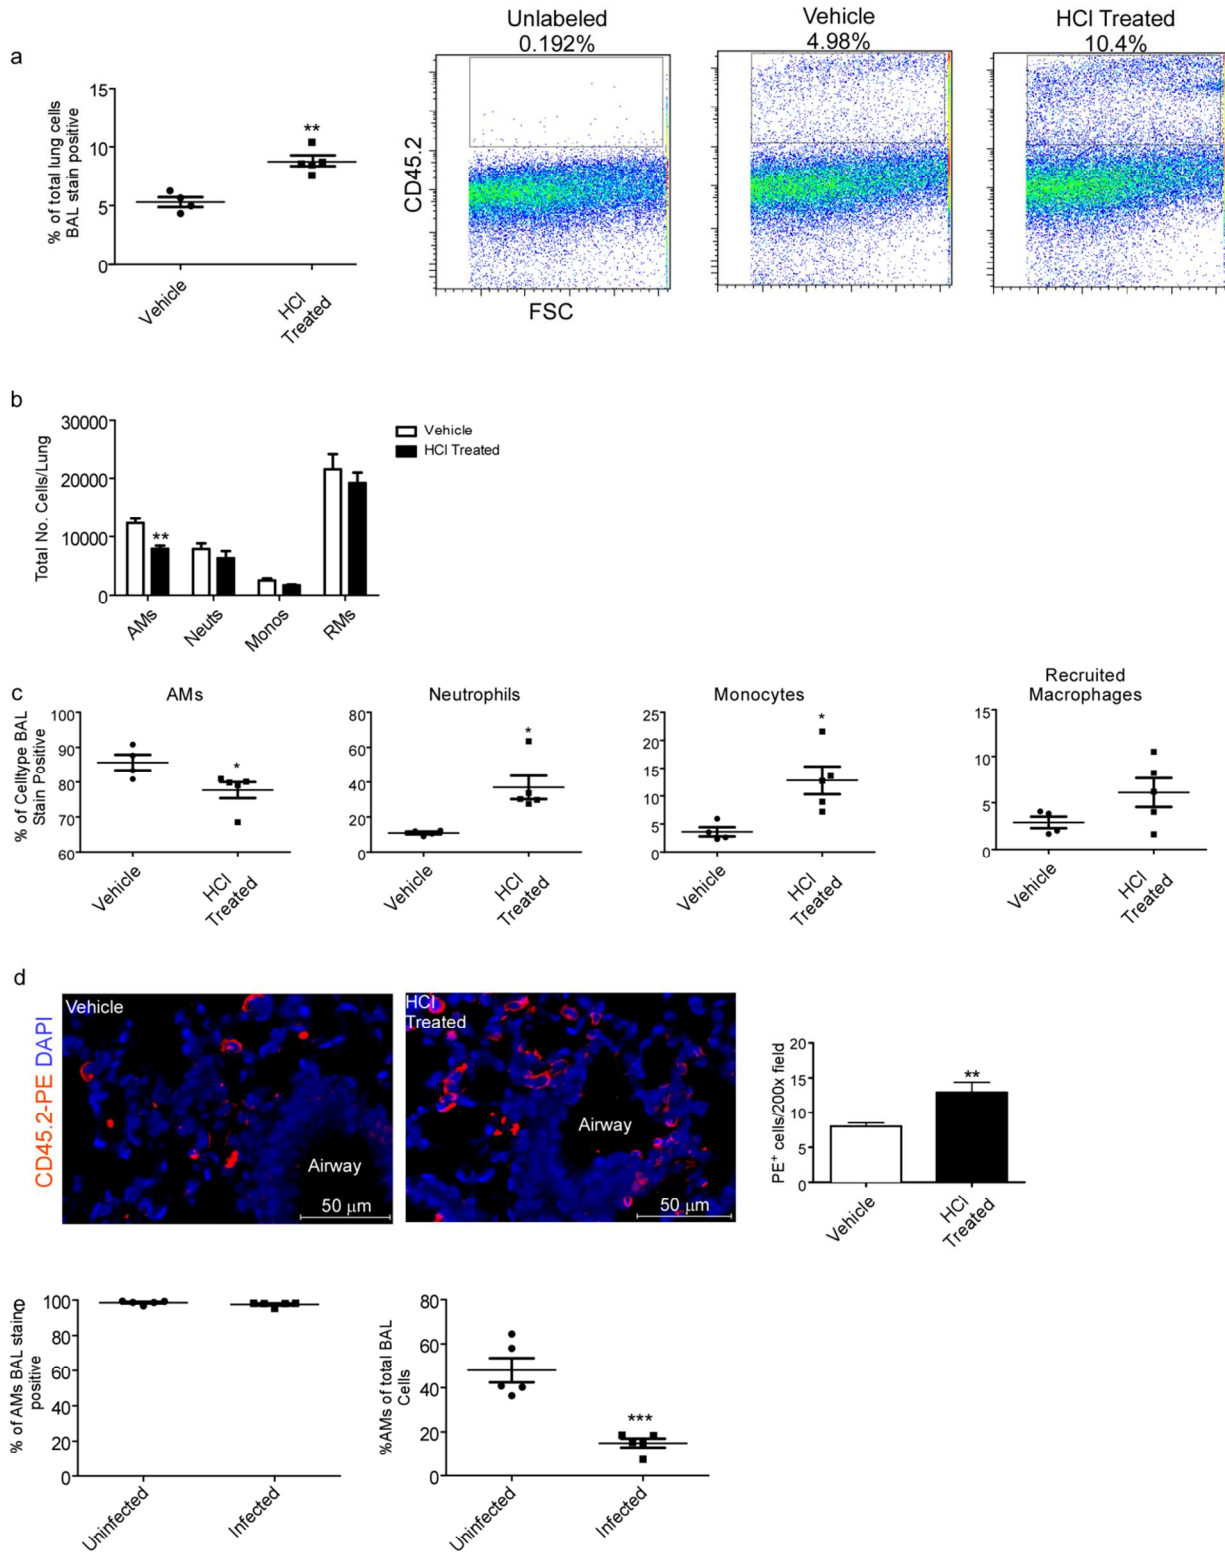 a
% of total lung cells
BAL stain positive
15
10
5
0
**
Vehicle
HCl
Treated
Unlabeled
0.192%
Vehicle
4.98%
HCl Treated
10.4%
CD45.2
FSC
b
Total No. Cells/Lung
30000
20000
10000
0
**
AMs
Neuts
Monos
RMs
Vehicle
HCl Treated
c
% of Celltype BAL
Stain Positive
AMs
100
90
80
70
60
*
Vehicle
HCl
Treated
Neutrophils
80
60
40
20
0
*
Vehicle
HCl
Treated
Monocytes
25
20
15
10
5
0
*
Vehicle
HCl
Treated
Recruited
Macrophages
15
10
5
0
Vehicle
HCl
Treated
d
CD45.2-PE DAPI
Vehicle
Airway
50 μm
HCl
Treated
Airway
50 μm
PE+ cells/200x field
20
15
10
5
0
**
Vehicle
HCl
Treated
% of AMs BAL stain
positive
100
80
60
40
20
0
Uninfected
Infected
%AMs of total BAL
Cells
80
60
40
20
0
***
Uninfected
Infected